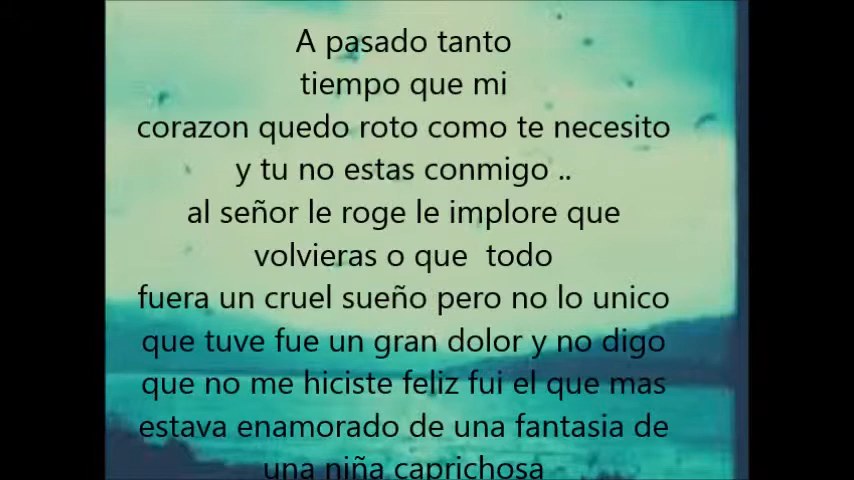 A pasado tanto
tiempo que mi
corazon quedo roto como te necesito
y tu no estas conmigo ..
al señor le roge le implore que
volvieras o que  todo
fuera un cruel sueño pero no lo unico
que tuve fue un gran dolor y no digo
que no me hiciste feliz fui el que mas
estava enamorado de una fantasia de
una niña caprichosa